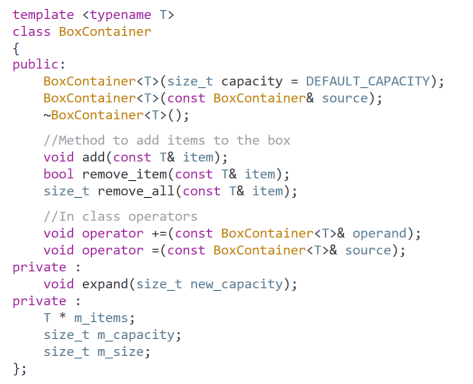 template <typename T>
class BoxContainer
{
public:
    BoxContainer<T>(size_t capacity = DEFAULT_CAPACITY);
    BoxContainer<T>(const BoxContainer& source);
    ~BoxContainer<T>();
    //Method to add items to the box
    void add(const T& item);
    bool remove_item(const T& item);
    size_t remove_all(const T& item);
    //In class operators
    void operator +=(const BoxContainer<T>& operand);
    void operator =(const BoxContainer<T>& source);
private :
    void expand(size_t new_capacity);
private :
    T * m_items;
    size_t m_capacity;
    size_t m_size;
};